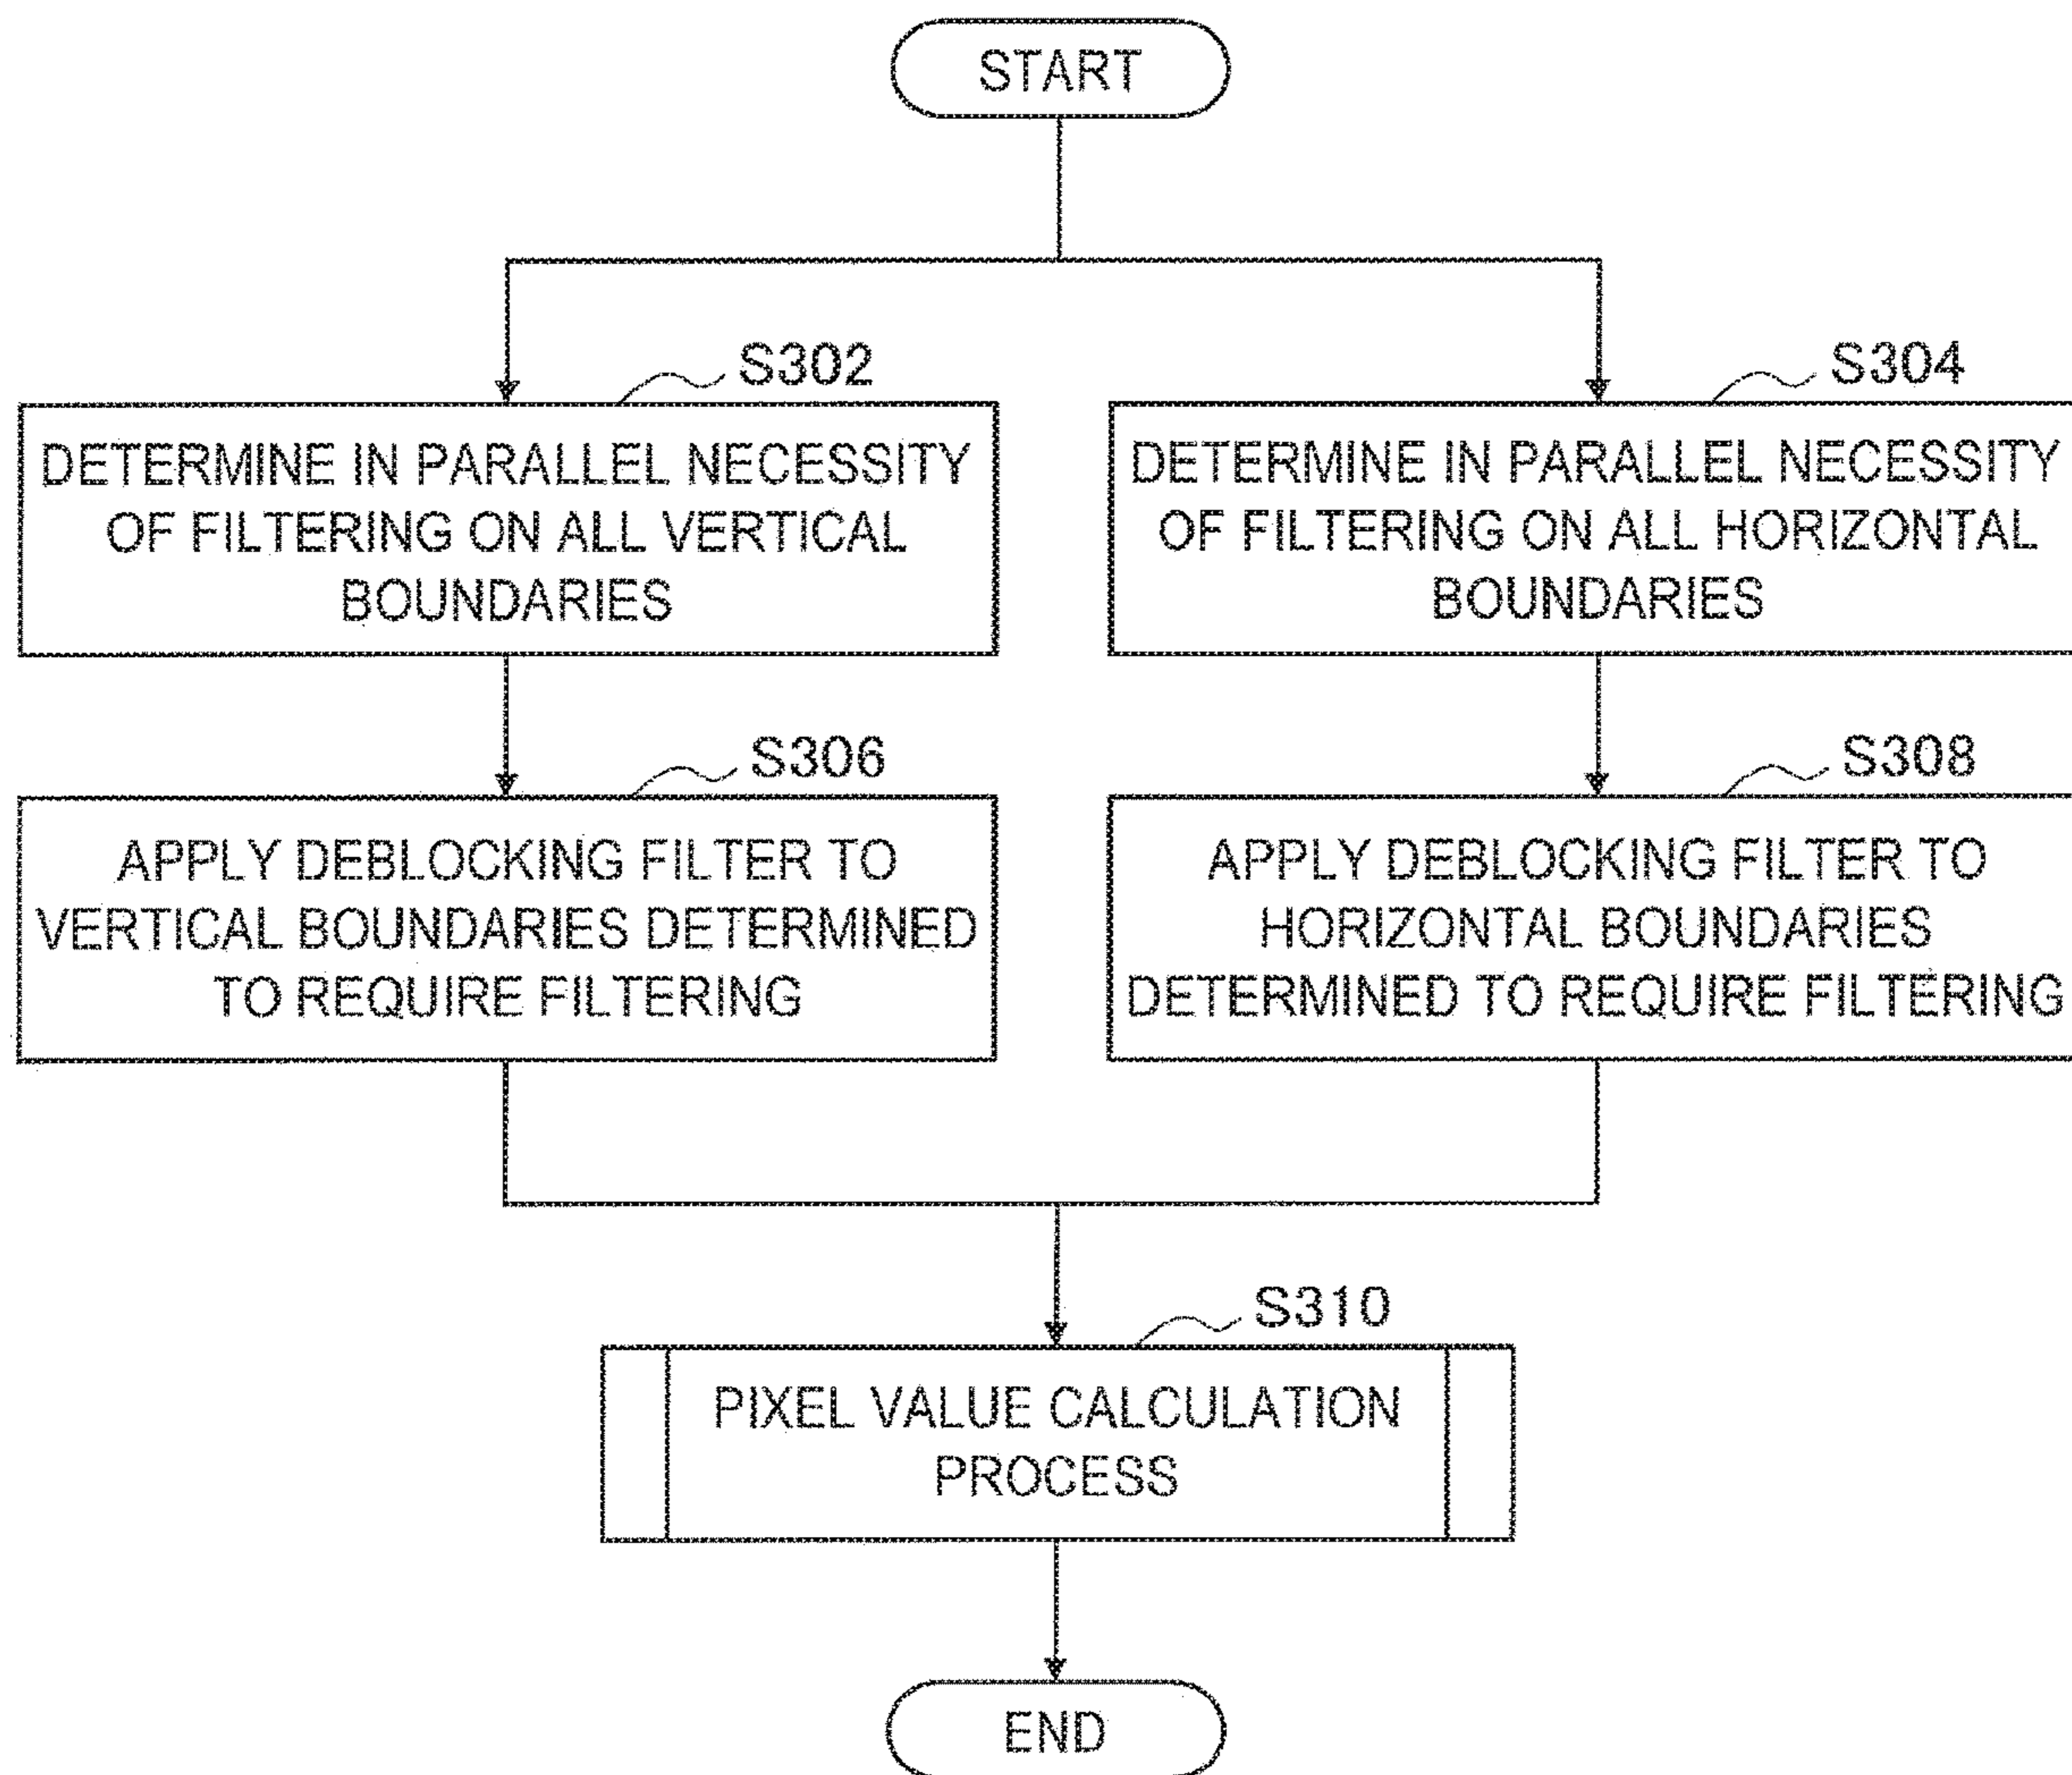 START
S302
DETERMINE IN PARALLEL NECESSITY
OF FILTERING ON ALL VERTICAL
BOUNDARIES
S304
DETERMINE IN PARALLEL NECESSITY
OF FILTERING ON ALL HORIZONTAL
BOUNDARIES
S306
APPLY DEBLOCKING FILTER TO
VERTICAL BOUNDARIES DETERMINED
TO REQUIRE FILTERING
S308
APPLY DEBLOCKING FILTER TO
HORIZONTAL BOUNDARIES
DETERMINED TO REQUIRE FILTERING
S310
PIXEL VALUE CALCULATION
PROCESS
END